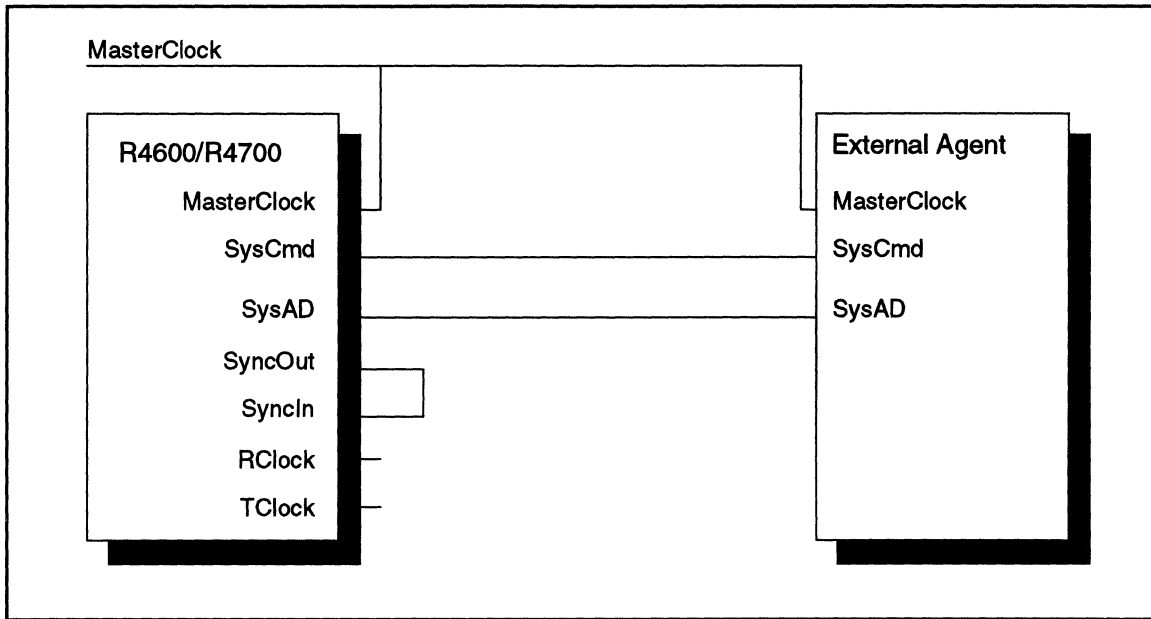 MasterClock
R4600/R4700
MasterClock
SysCmd
SysAD
SyncOut
SyncIn
RClock
TClock
External Agent
MasterClock
SysCmd
SysAD